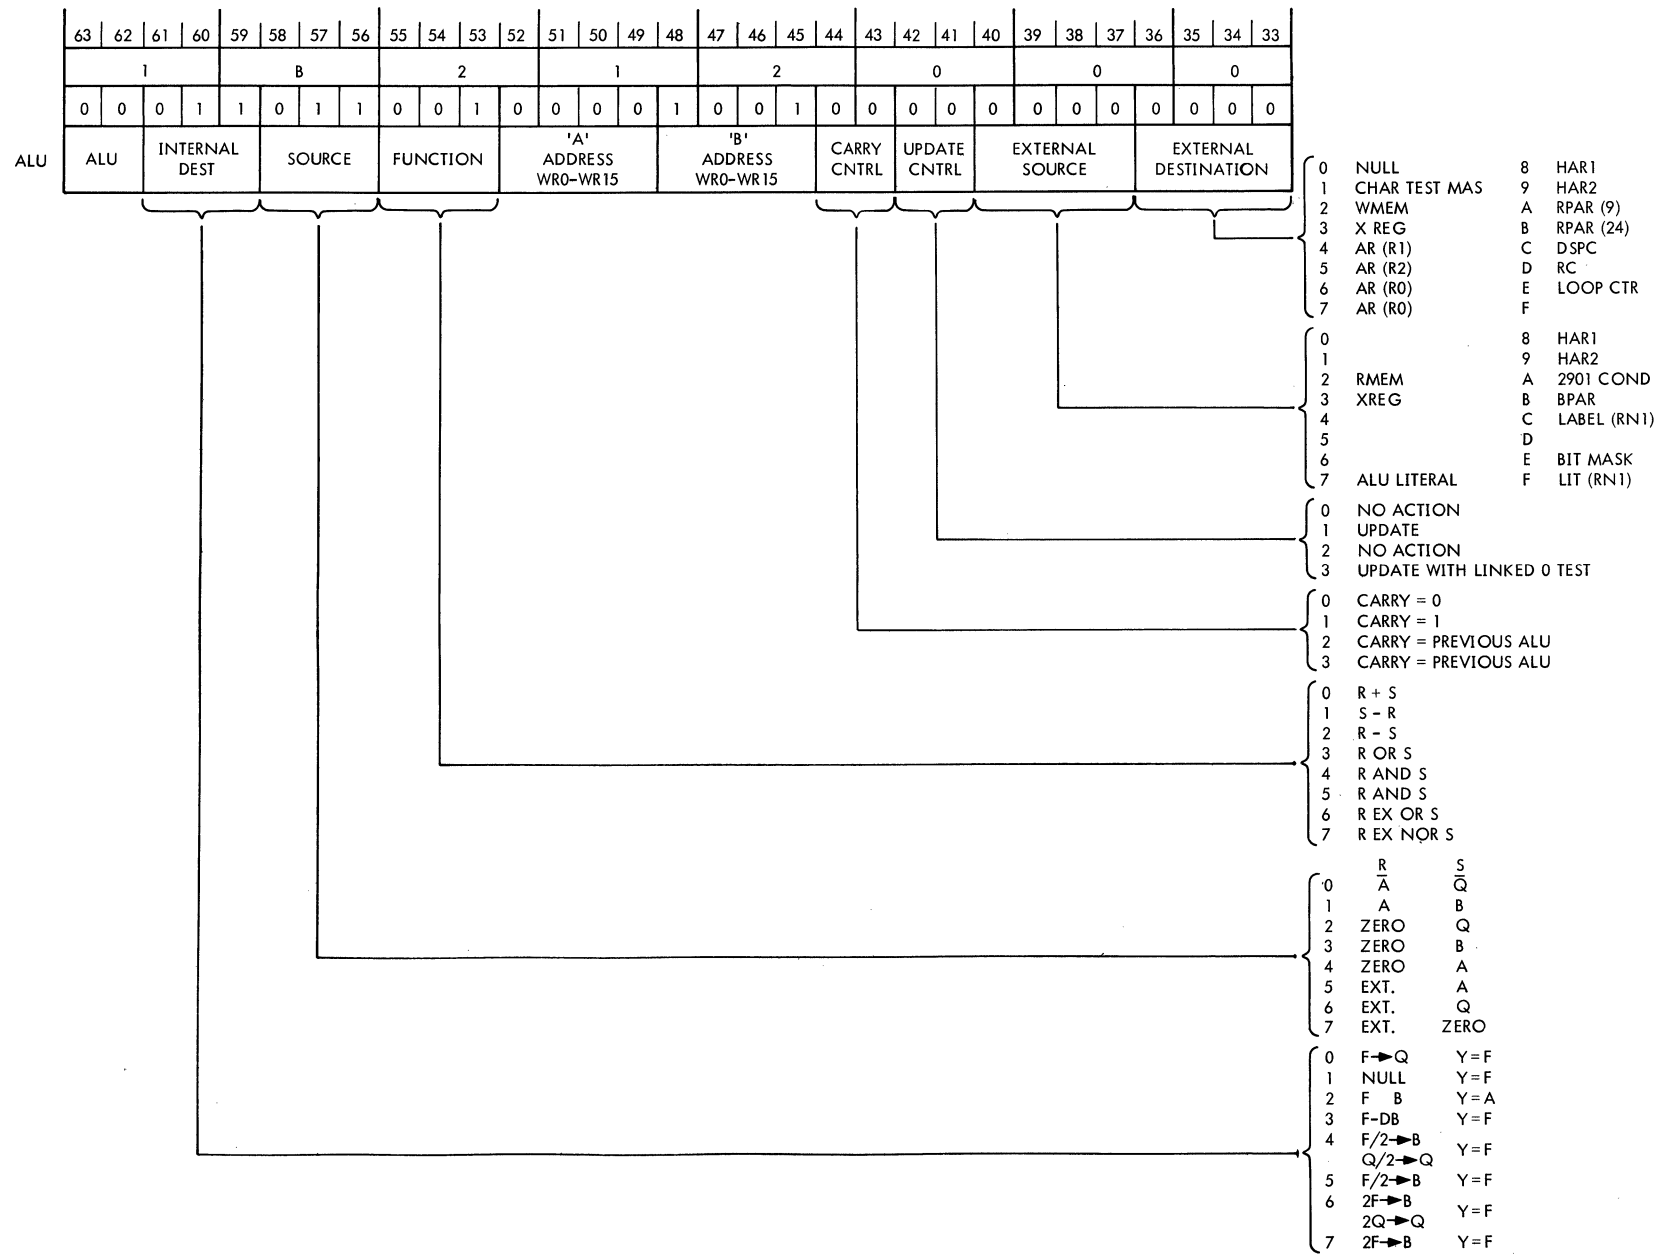 63 62 61 60 59 58 57 56 55 54 53 52 51 50 49 48 47 46 45 44 43 42 41 40 39 38 37 36 35 34 33
1 B 2 1 2 0 0 0
0 0 0 1 1 0 1 1 0 0 1 0 0 0 0 1 0 0 1 0 0 0 0 0 0 0 0 0 0 0 0
ALU ALU INTERNAL DEST SOURCE FUNCTION 'A' ADDRESS WR0-WR15 'B' ADDRESS WR0-WR15 CARRY CNTRL UPDATE CNTRL EXTERNAL SOURCE EXTERNAL DESTINATION
0 NULL 8 HAR1
1 CHAR TEST MAS 9 HAR2
2 WMEM A RPAR (9)
3 X REG B RPAR (24)
4 AR (R1) C DSPC
5 AR (R2) D RC
6 AR (R0) E LOOP CTR
7 AR (R0) F
0 8 HAR1
1 9 HAR2
2 RMEM A 2901 COND
3 XREG B BPAR
4 C LABEL (RN1)
5 D
6 E BIT MASK
7 ALU LITERAL F LIT (RN1)
0 NO ACTION
1 UPDATE
2 NO ACTION
3 UPDATE WITH LINKED 0 TEST
0 CARRY = 0
1 CARRY = 1
2 CARRY = PREVIOUS ALU
3 CARRY = PREVIOUS ALU
0 R + S
1 S - R
2 R - S
3 R OR S
4 R AND S
5 R AND S
6 R EX OR S
7 R EX NOR S
R S
0 A Q
1 A B
2 ZERO Q
3 ZERO B
4 ZERO A
5 EXT. A
6 EXT. Q
7 EXT. ZERO
0 F→Q Y=F
1 NULL Y=F
2 F B Y=A
3 F-DB Y=F
4 F/2→B Y=F
Q/2→Q
5 F/2→B Y=F
6 2F→B Y=F
2Q→Q
7 2F→B Y=F